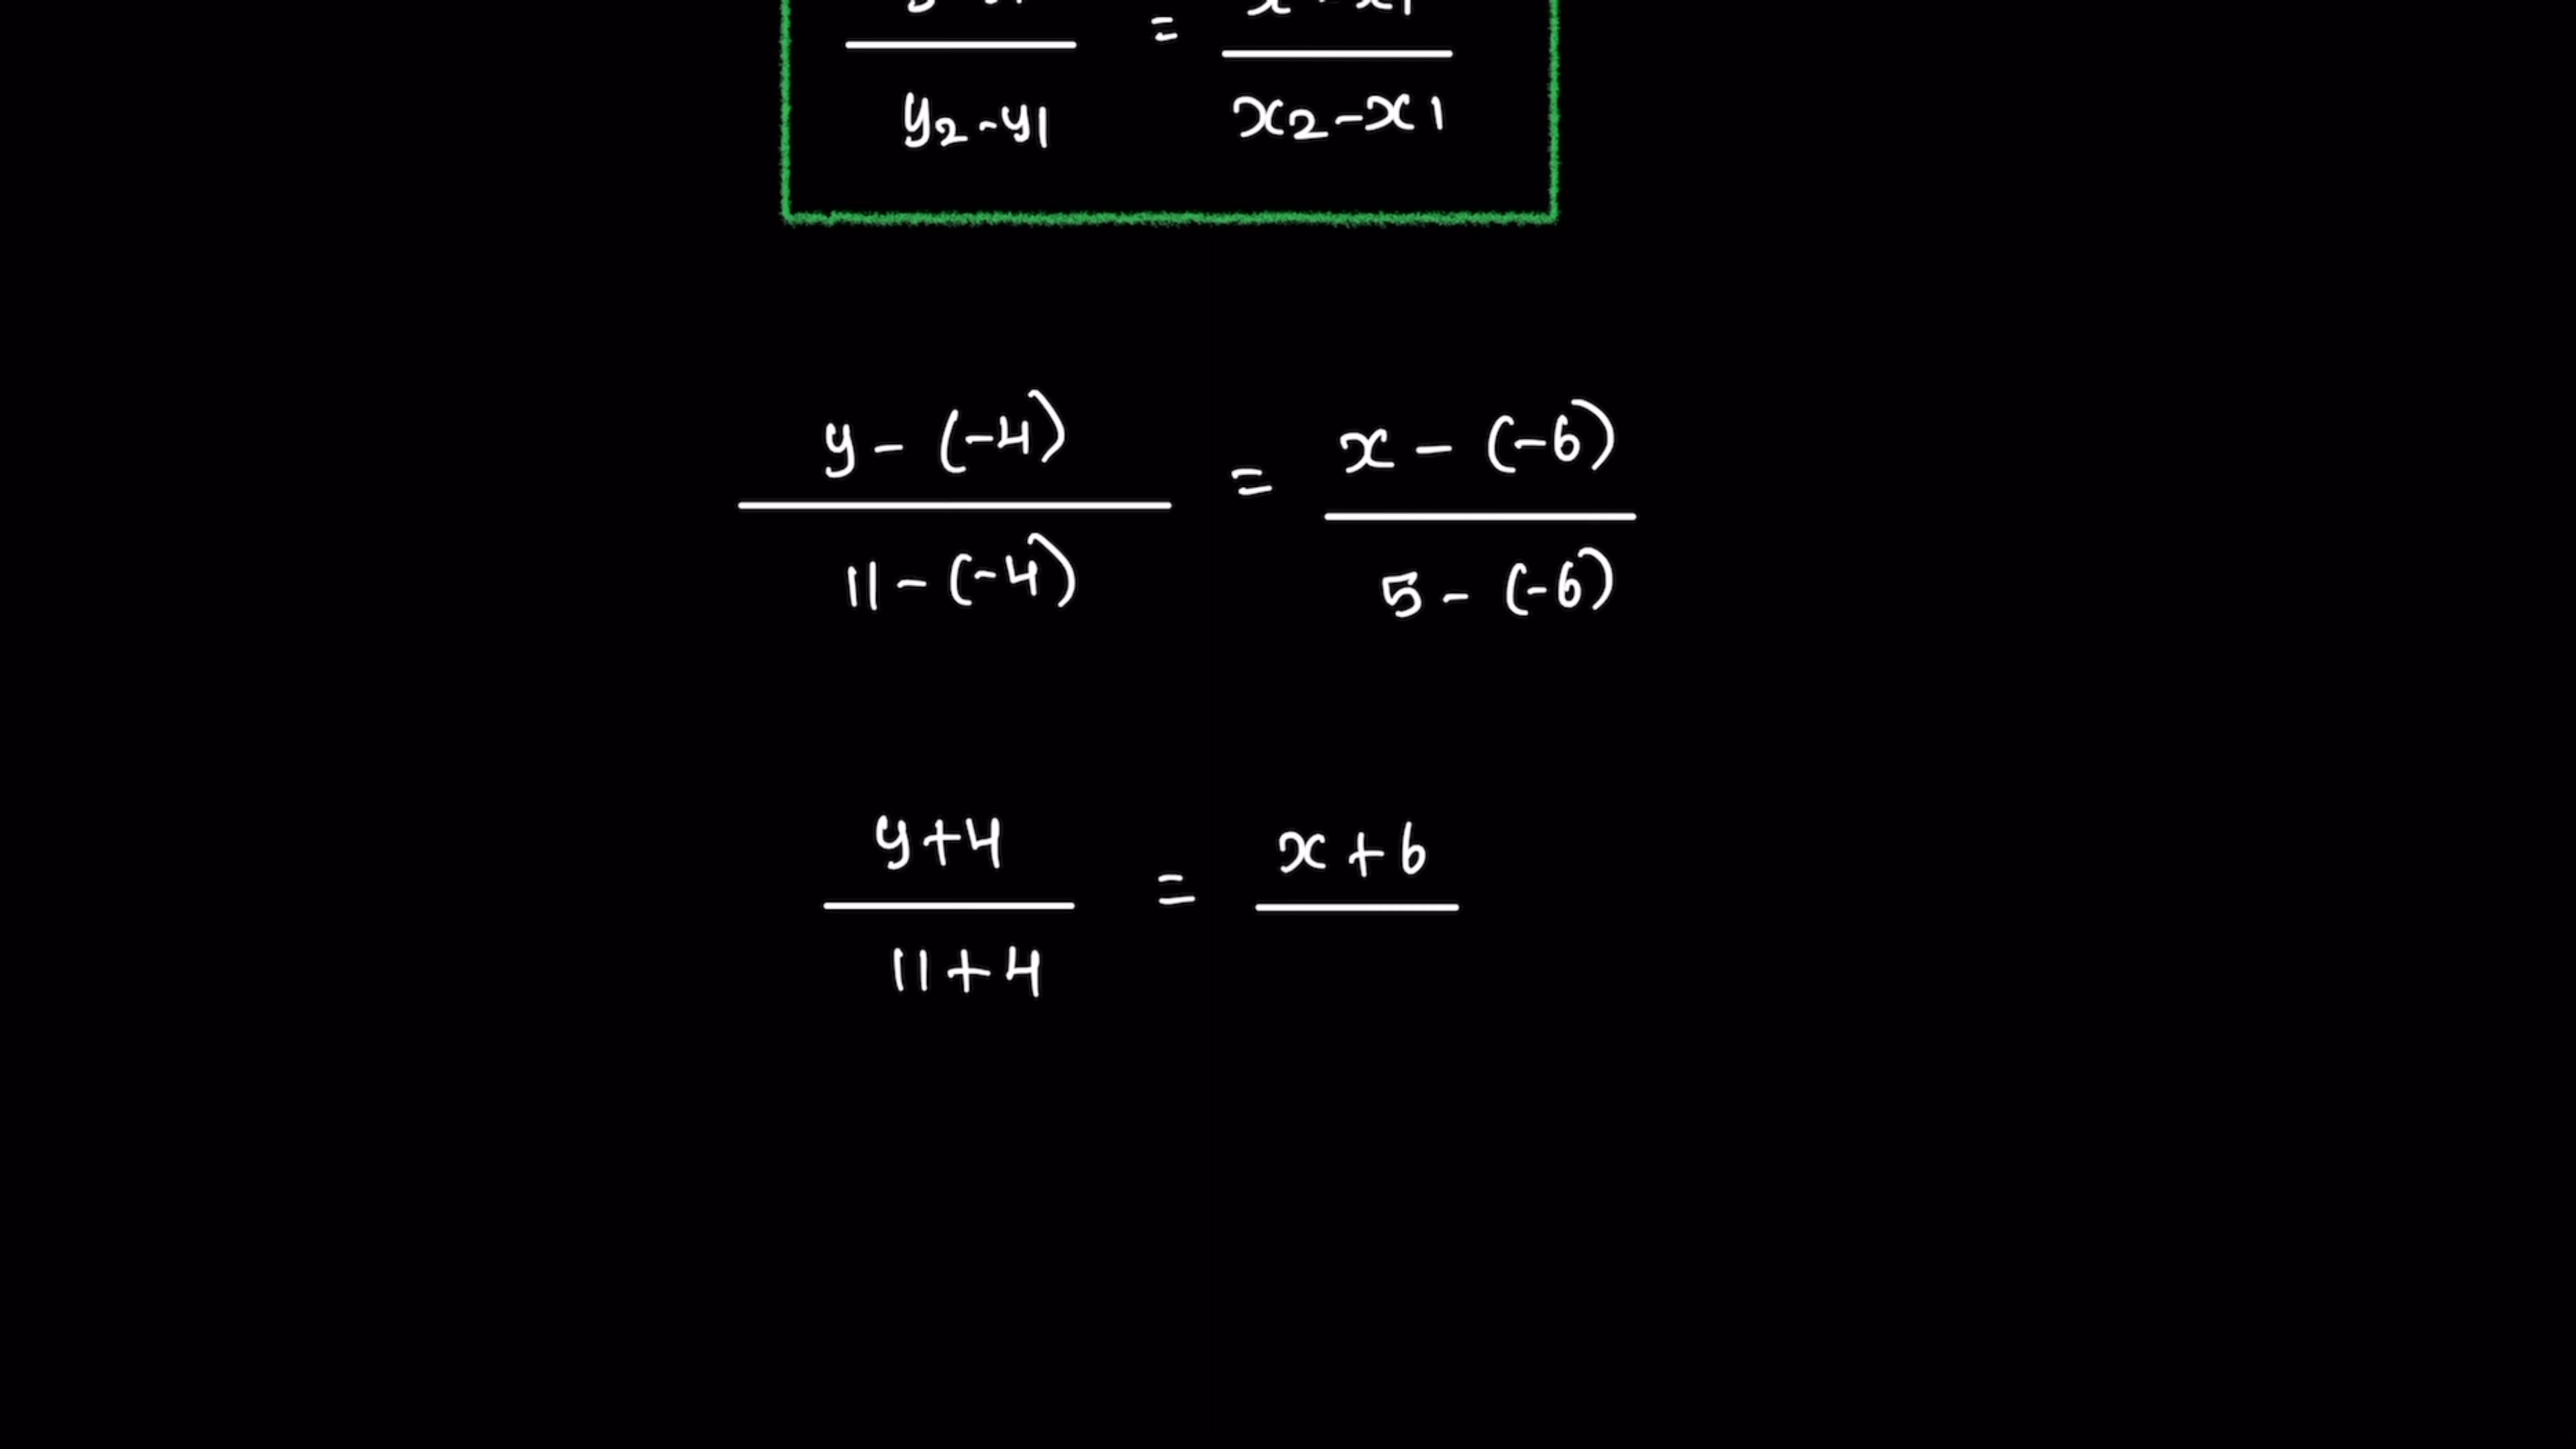 =
y2-y1 x2-x1
y-(-4) = x-(-6)
11-(-4) 5-(-6)
y+4 = x+6
11+4